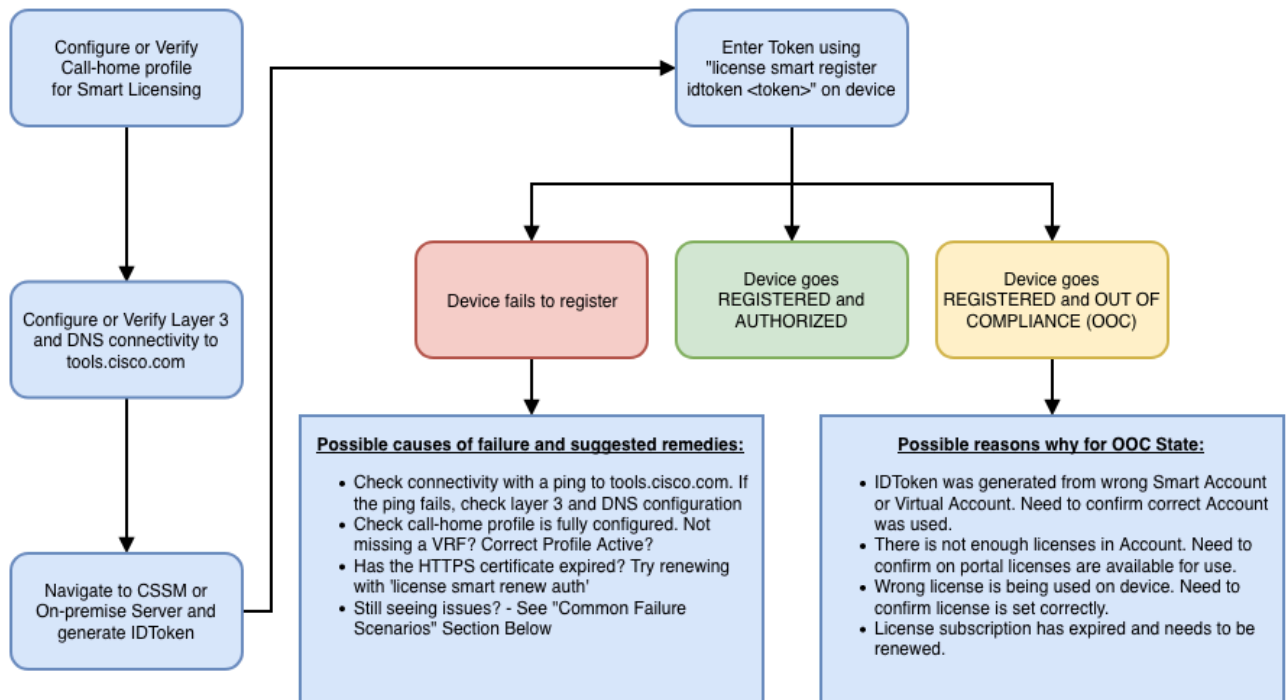 Configure or Verify
Call-home profile
for Smart Licensing
Configure or Verify Layer 3
and DNS connectivity to
tools.cisco.com
Navigate to CSSM or
On-premise Server and
generate IDToken
Enter Token using
"license smart register
idtoken <token>" on device
Device fails to register
Device goes
REGISTERED and
AUTHORIZED
Device goes
REGISTERED and OUT OF
COMPLIANCE (OOC)
Possible causes of failure and suggested remedies:
• Check connectivity with a ping to tools.cisco.com. If
the ping fails, check layer 3 and DNS configuration
• Check call-home profile is fully configured. Not
missing a VRF? Correct Profile Active?
• Has the HTTPS certificate expired? Try renewing
with 'license smart renew auth'
• Still seeing issues? - See "Common Failure
Scenarios" Section Below
Possible reasons why for OOC State:
• IDToken was generated from wrong Smart Account
or Virtual Account. Need to confirm correct Account
was used.
• There is not enough licenses in Account. Need to
confirm on portal licenses are available for use.
• Wrong license is being used on device. Need to
confirm license is set correctly.
• License subscription has expired and needs to be
renewed.